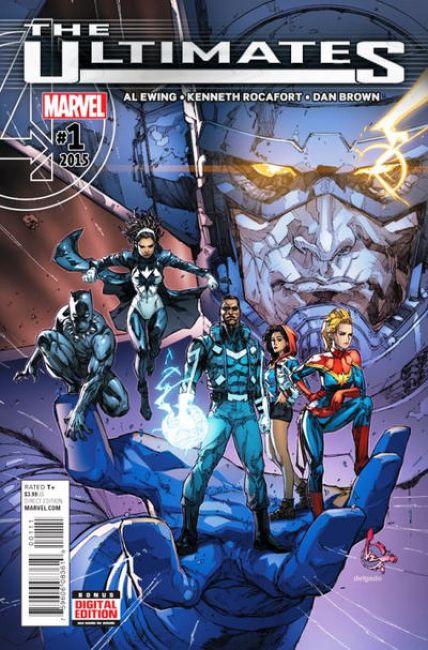 THE
ULTIMATES
AL EWING • KENNETH ROCAFORT • DAN BROWN
MARVEL
#1
2015
RATED T+
$3.99 US
DIRECT EDITION
MARVEL.COM
00111
BONUS
DIGITAL
EDITION
delgado